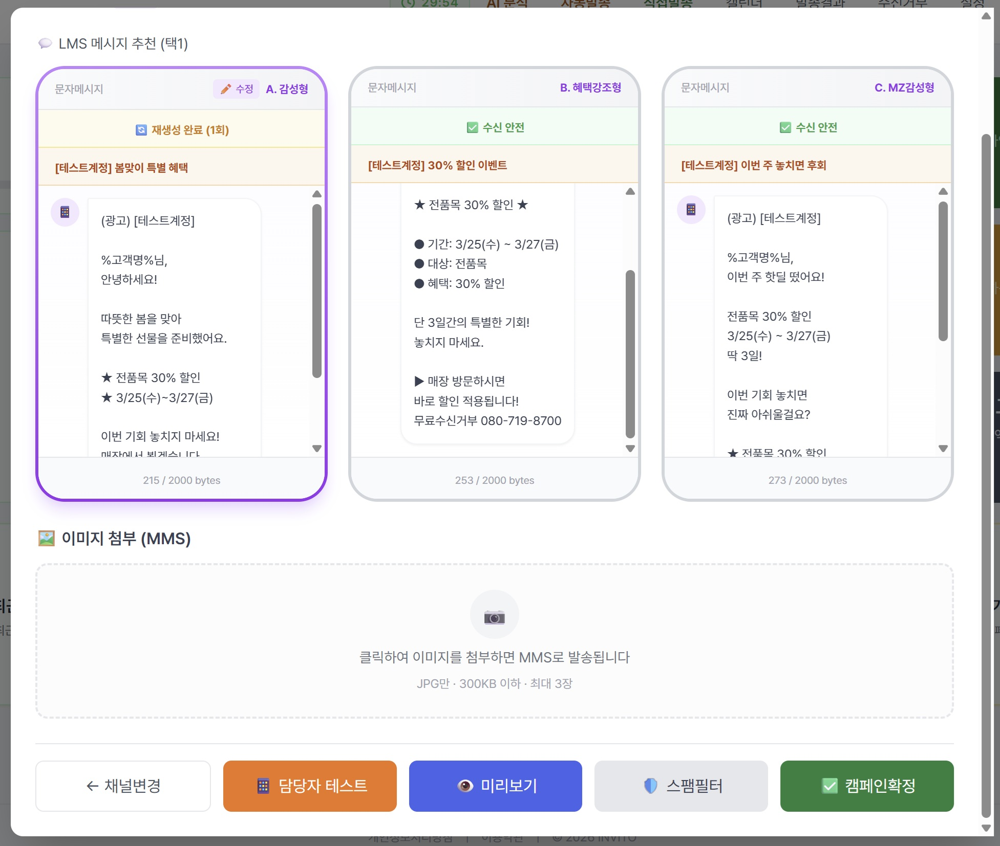 29:54
AI 분석
자동발송
직접발송
캘린더
발송결과
수신거부
설정
LMS 메시지 추천 (택1)
문자메시지
수정
A. 감성형
재생성 완료 (1회)
[테스트계정] 봄맞이 특별 혜택
(광고) [테스트계정]
%고객명%님,
안녕하세요!
따뜻한 봄을 맞아
특별한 선물을 준비했어요.
★ 전품목 30% 할인
★ 3/25(수)~3/27(금)
이번 기회 놓치지 마세요!
매장에서 뵙겠습니다
215 / 2000 bytes
문자메시지
B. 혜택강조형
수신 안전
[테스트계정] 30% 할인 이벤트
★ 전품목 30% 할인 ★
● 기간: 3/25(수) ~ 3/27(금)
● 대상: 전품목
● 혜택: 30% 할인
단 3일간의 특별한 기회!
놓치지 마세요.
▶ 매장 방문하시면
바로 할인 적용됩니다!
무료수신거부 080-719-8700
253 / 2000 bytes
문자메시지
C. MZ감성형
수신 안전
[테스트계정] 이번 주 놓치면 후회
(광고) [테스트계정]
%고객명%님,
이번 주 핫딜 떴어요!
전품목 30% 할인
3/25(수) ~ 3/27(금)
딱 3일!
이번 기회 놓치면
진짜 아쉬울걸요?
★ 전품목 30% 할인
273 / 2000 bytes
이미지 첨부 (MMS)
클릭하여 이미지를 첨부하면 MMS로 발송됩니다
JPG만 · 300KB 이하 · 최대 3장
← 채널변경
담당자 테스트
미리보기
스팸필터
캠페인확정
개인정보처리방침 | 이용약관 | © 2026 INVITO